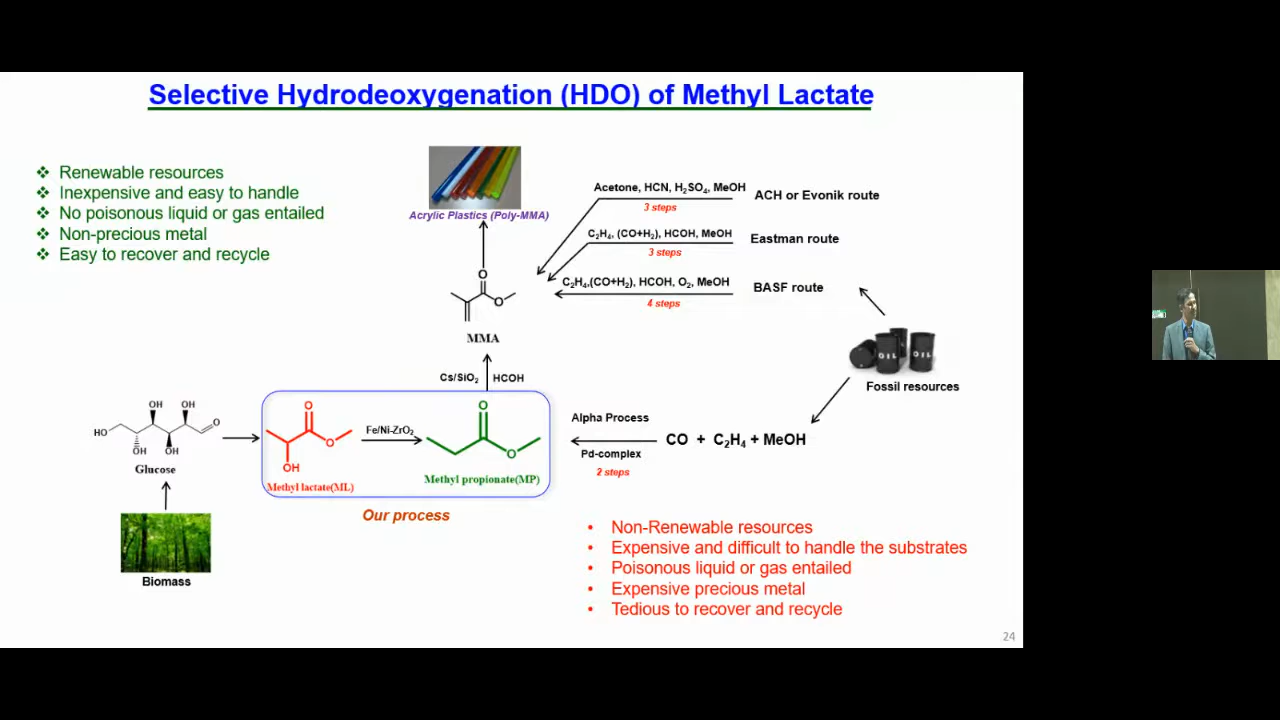 Selective Hydrodeoxygenation (HDO) of Methyl Lactate
❖ Renewable resources
❖ Inexpensive and easy to handle
❖ No poisonous liquid or gas entailed
❖ Non-precious metal
❖ Easy to recover and recycle
Acrylic Plastics (Poly-MMA)
Acetone, HCN, H₂SO₄, MeOH
3 steps
ACH or Evonik route
C₂H₄, (CO+H₂), HCOH, MeOH
3 steps
Eastman route
C₂H₄,(CO+H₂), HCOH, O₂, MeOH
4 steps
BASF route
O
O
MMA
Cs/SiO₂ HCOH
OIL OIL
Fossil resources
OH OH
HO O
OH OH
Glucose
O
O
OH
Methyl lactate(ML)
Fe/Ni-ZrO₂
O
O
Methyl propionate(MP)
Alpha Process
Pd-complex
2 steps
CO + C₂H₄ + MeOH
Our process
Biomass
• Non-Renewable resources
• Expensive and difficult to handle the substrates
• Poisonous liquid or gas entailed
• Expensive precious metal
• Tedious to recover and recycle
24